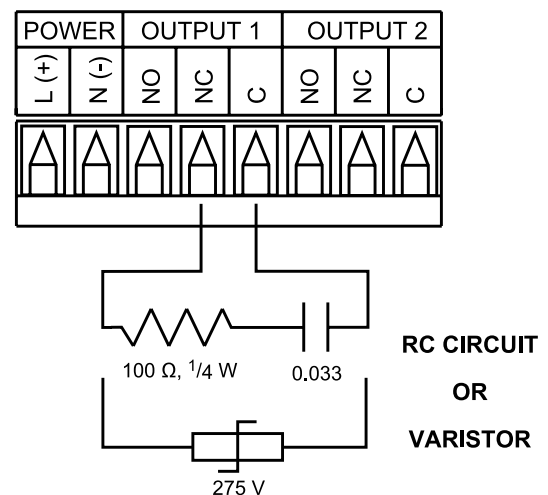 POWER OUTPUT 1 OUTPUT 2
L (+) N (-) NO NC C NO NC C
100 Ω, 1/4 W 0.033
RC CIRCUIT
OR
VARISTOR
275 V